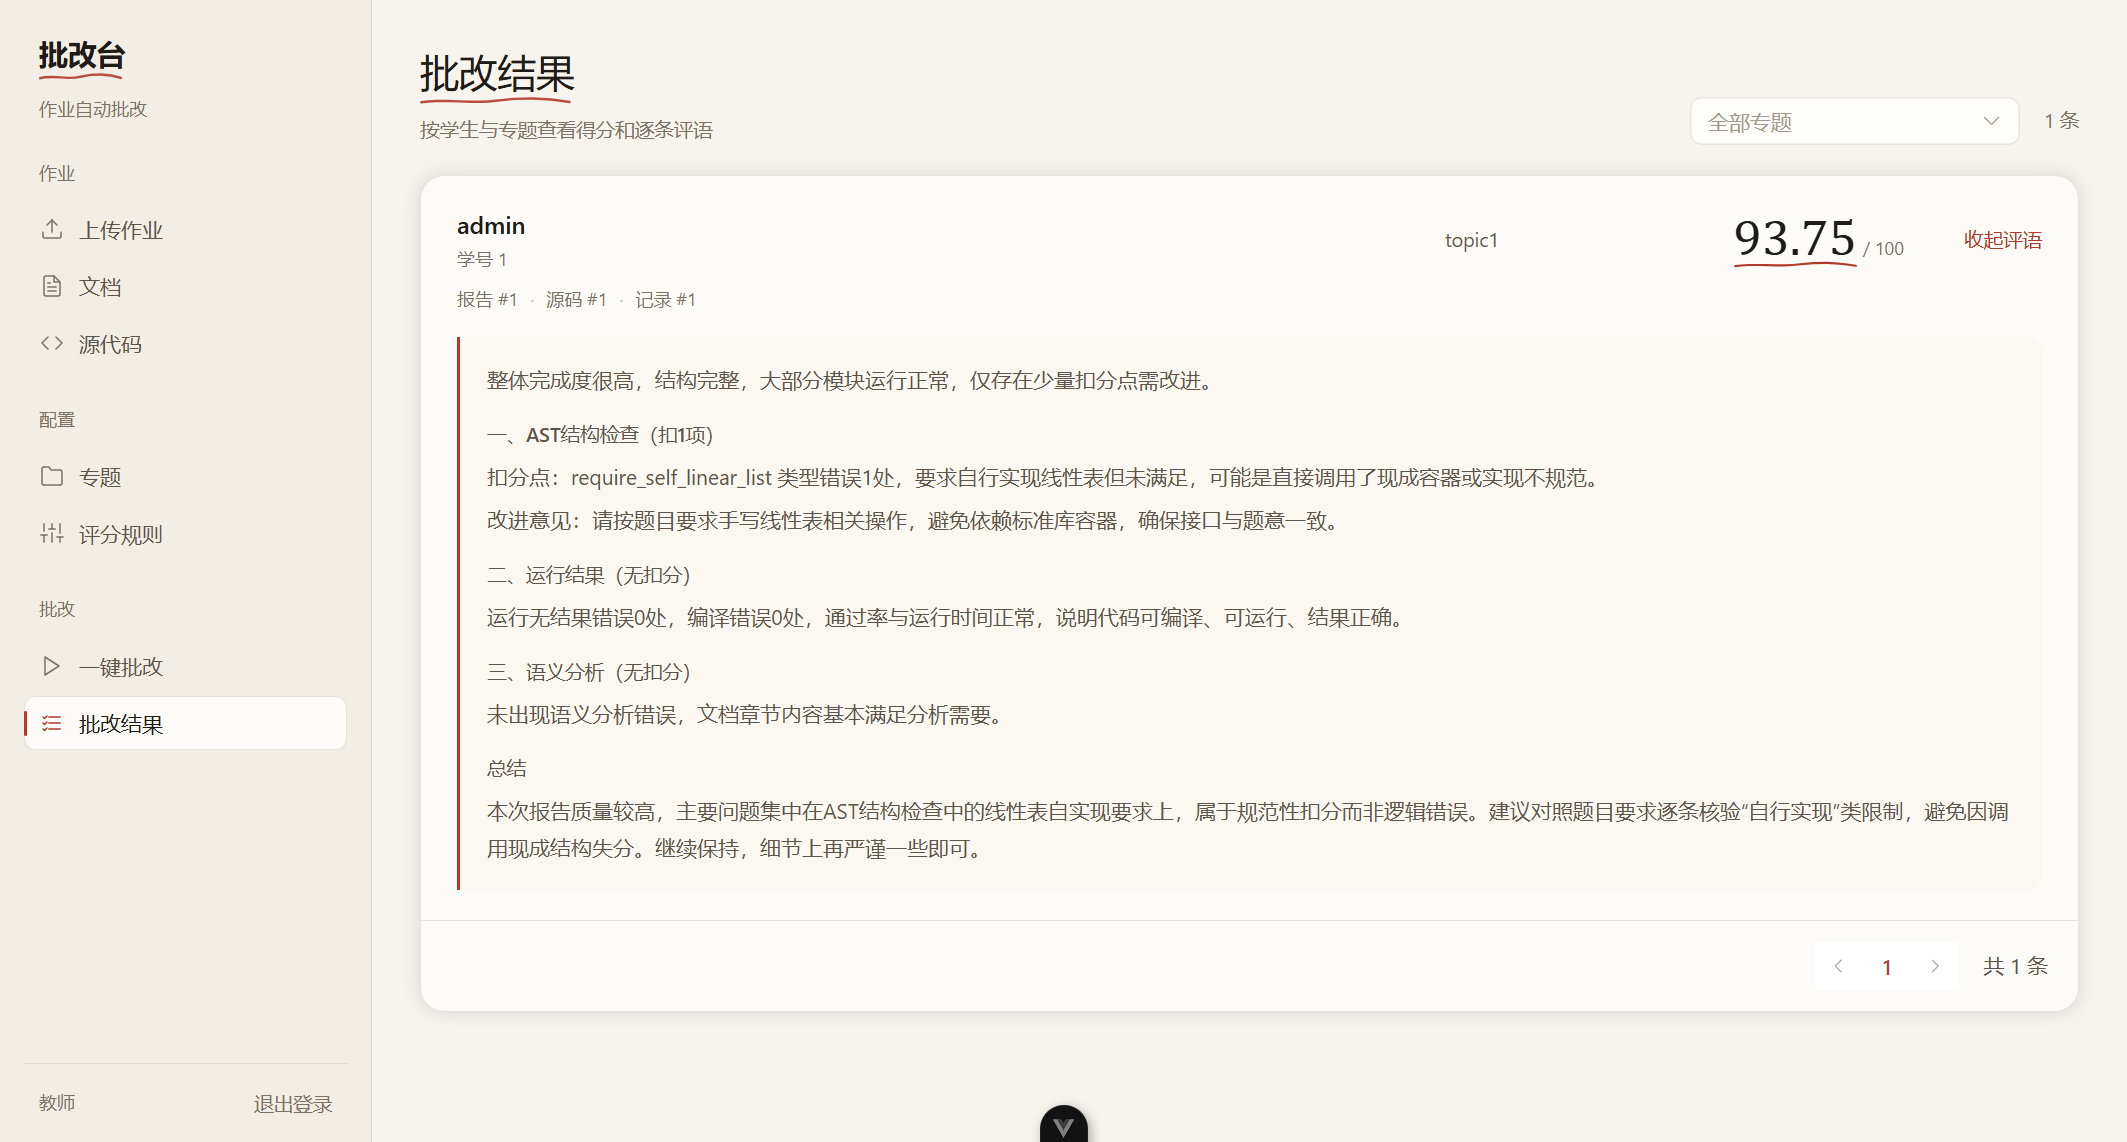 批改台
作业自动批改
作业
上传作业
文档
源代码
配置
专题
评分规则
批改
一键批改
批改结果
教师
退出登录
批改结果
按学生与专题查看得分和逐条评语
全部专题
1 条
admin
学号 1
topic1
93.75 / 100
收起评语
报告 #1 · 源码 #1 · 记录 #1
整体完成度很高，结构完整，大部分模块运行正常，仅存在少量扣分点需改进。
一、AST结构检查（扣1项）
扣分点：require_self_linear_list 类型错误1处，要求自行实现线性表但未满足，可能是直接调用了现成容器或实现不规范。
改进意见：请按题目要求手写线性表相关操作，避免依赖标准库容器，确保接口与题意一致。
二、运行结果（无扣分）
运行无结果错误0处，编译错误0处，通过率与运行时间正常，说明代码可编译、可运行、结果正确。
三、语义分析（无扣分）
未出现语义分析错误，文档章节内容基本满足分析需要。
总结
本次报告质量较高，主要问题集中在AST结构检查中的线性表自实现要求上，属于规范性扣分而非逻辑错误。建议对照题目要求逐条核验“自行实现”类限制，避免因调
用现成结构失分。继续保持，细节上再严谨一些即可。
1
共 1 条